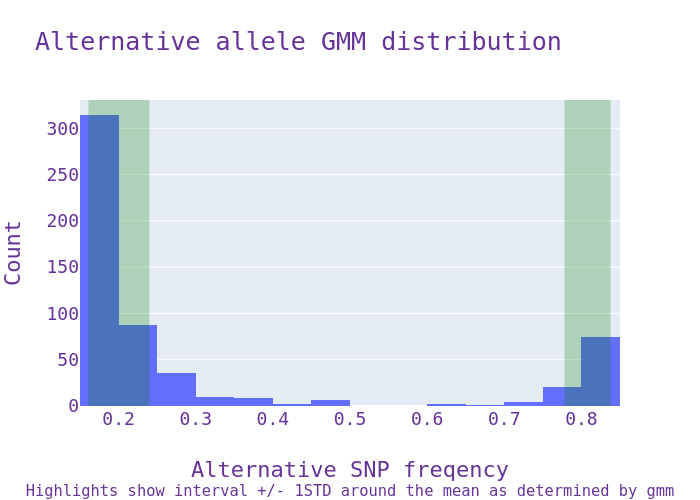 Alternative allele GMM distribution
300
250
200
150
100
50
0
Count
0.2 0.3 0.4 0.5 0.6 0.7 0.8
Alternative SNP freqency
Highlights show interval +/- 1STD around the mean as determined by gmm